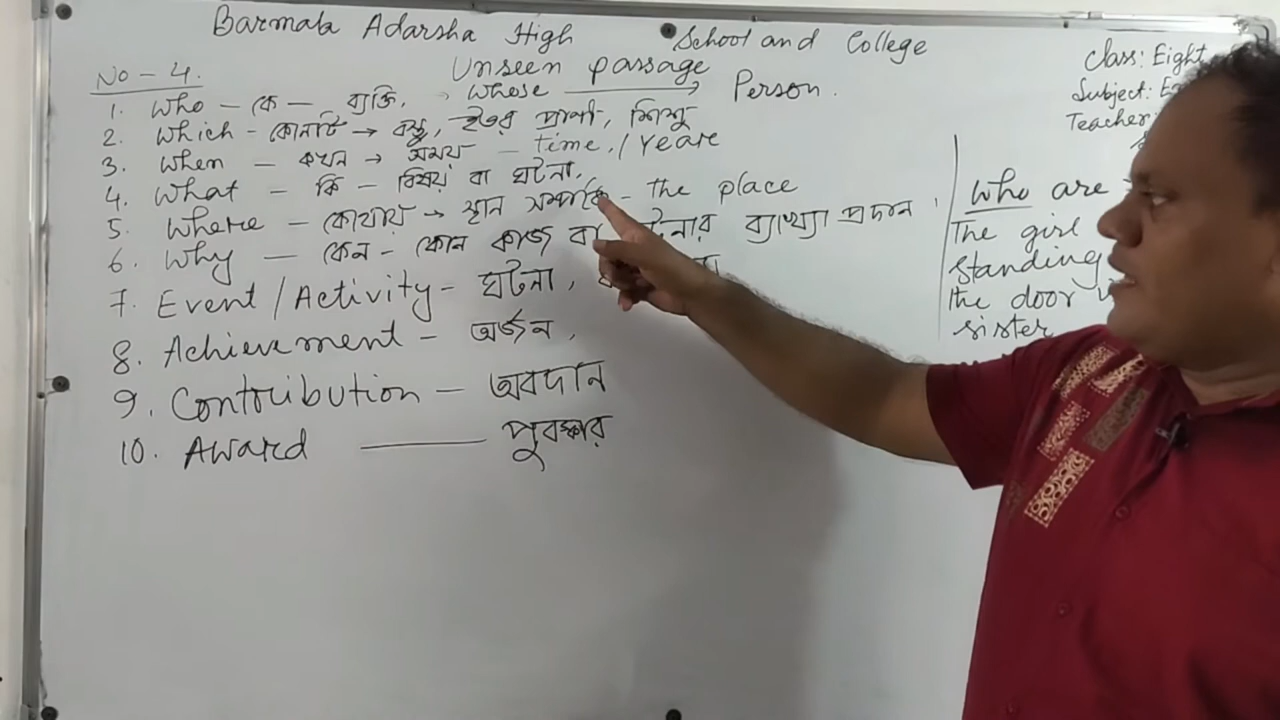 Barmala Adarsha High School and College
Unseen passage
No - 4.
1. Who - কে — ব্যক্তি, whose → Person.
2. Which - কোনটি → বস্তু, ইতর প্রাণী, শিশু
3. When - কখন → সময় - time, / Yeare
4. What - কি - বিষয় বা ঘটনা,
5. Where - কোথায় → স্থান সম্পর্কে - the place
6. Why - কেন - কোন কাজ বা ব্যাখ্যা প্রদান
7. Event / Activity - ঘটনা,
8. Achievement - অর্জন,
9. Contribution - অবদান
10. Award — পুরস্কার
Class: Eight
Subject:
Teacher:
Who are
The girl
standing
the door
sister